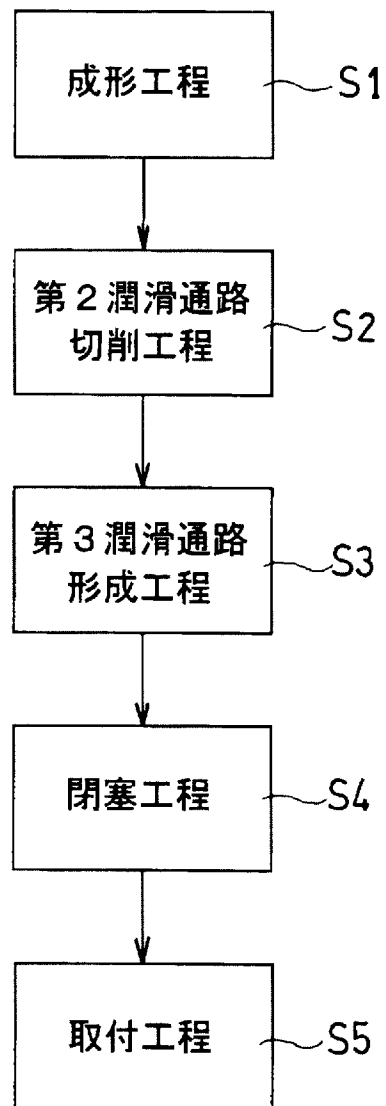 成形工程
S1
第2潤滑通路
切削工程
S2
第3潤滑通路
形成工程
S3
閉塞工程
S4
取付工程
S5